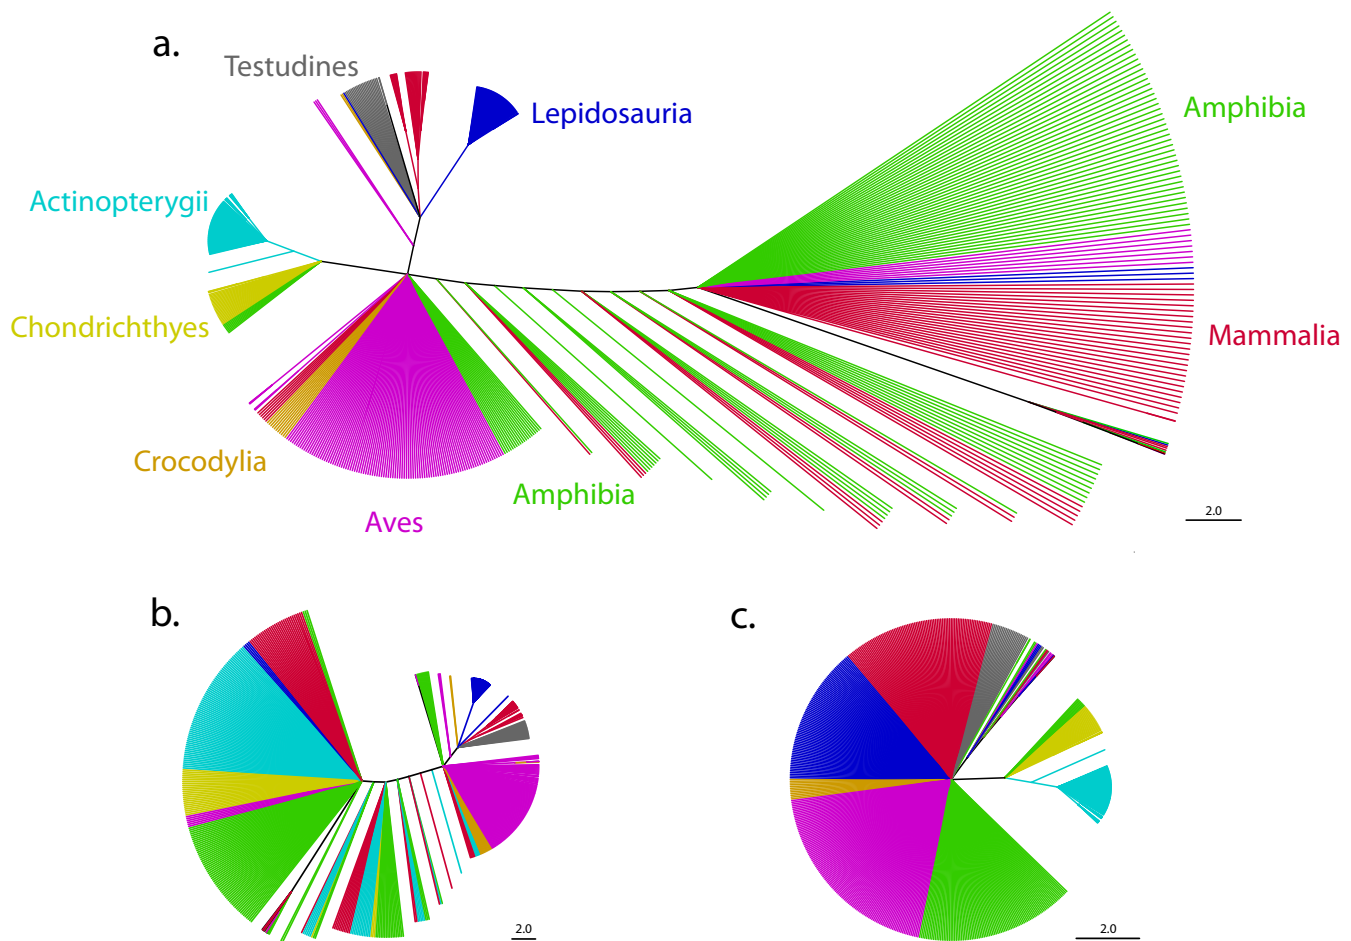 a.
Testudines
Lepidosauria
Amphibia
Actinopterygii
Chondrichthyes
Mammalia
Crocodylia
Amphibia
Aves
2.0
b.
c.
2.0
2.0